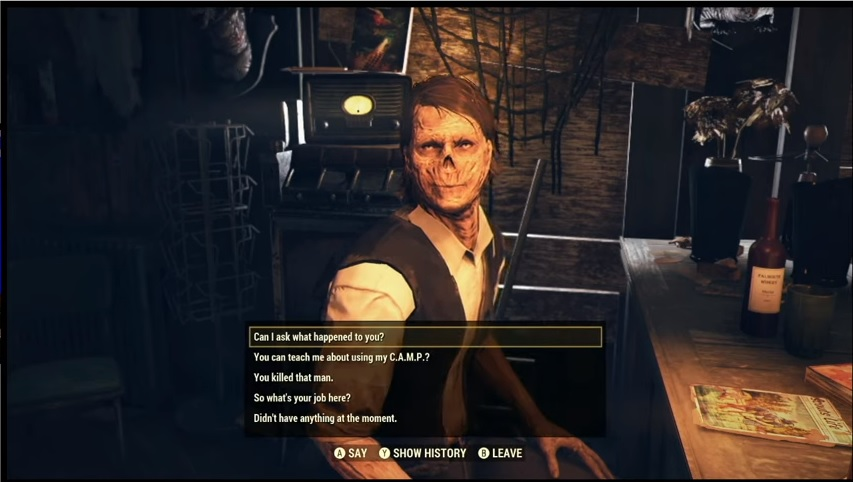 Can I ask what happened to you?
You can teach me about using my C.A.M.P.?
You killed that man.
So what's your job here?
Didn't have anything at the moment.
A SAY Y SHOW HISTORY B LEAVE